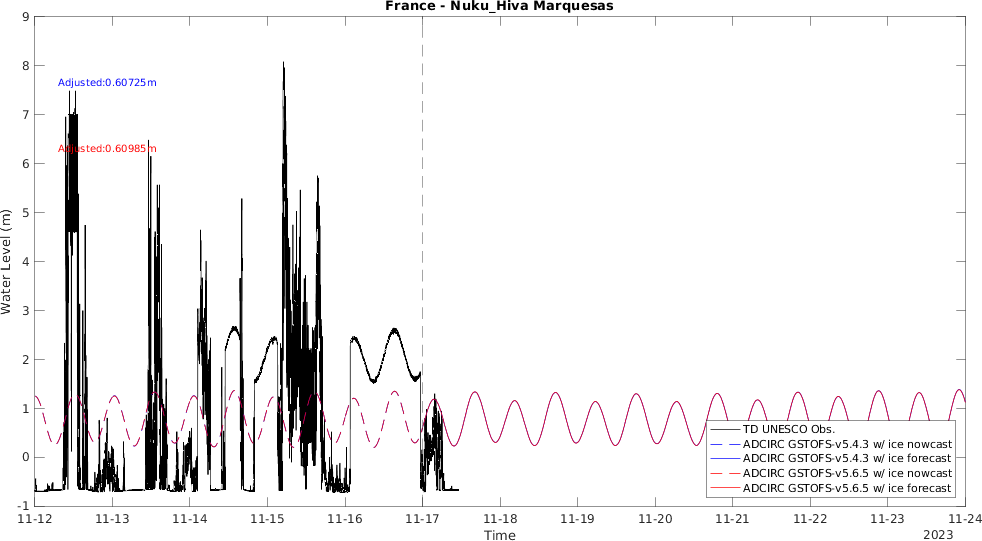 France - Nuku_Hiva Marquesas
9
8
7
6
5
4
3
2
1
0
-1
Water Level (m)
Adjusted:0.60725m
Adjusted:0.60985m
TD UNESCO Obs.
ADCIRC GSTOFS-v5.4.3 w/ ice nowcast
ADCIRC GSTOFS-v5.4.3 w/ ice forecast
ADCIRC GSTOFS-v5.6.5 w/ ice nowcast
ADCIRC GSTOFS-v5.6.5 w/ ice forecast
11-12 11-13 11-14 11-15 11-16 11-17 11-18 11-19 11-20 11-21 11-22 11-23 11-24
Time
2023